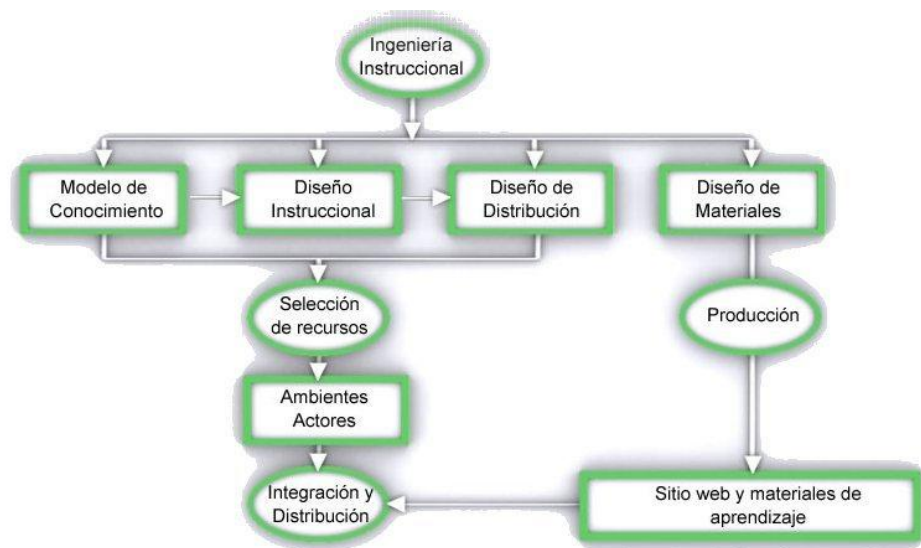 Ingeniería
Instruccional
Modelo de
Conocimiento
Diseño
Instruccional
Diseño de
Distribución
Diseño de
Materiales
Selección
de recursos
Producción
Ambientes
Actores
Integración y
Distribución
Sitio web y materiales de
aprendizaje